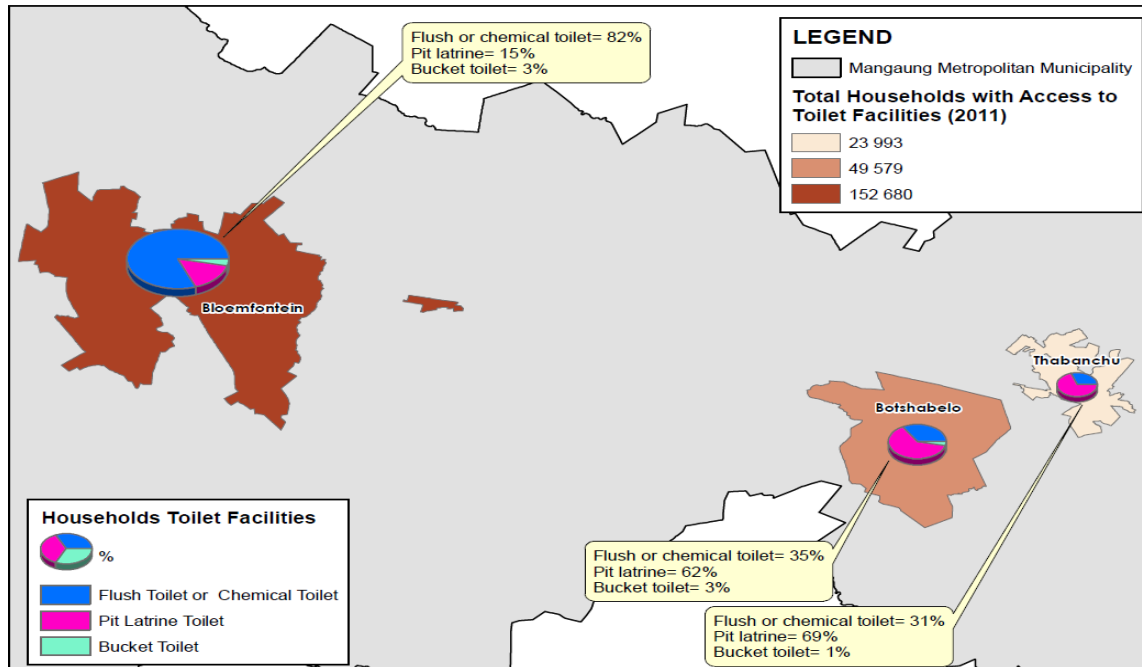 Flush or chemical toilet= 82%
Pit latrine= 15%
Bucket toilet= 3%
LEGEND
Mangaung Metropolitan Municipality
Total Households with Access to
Toilet Facilities (2011)
23 993
49 579
152 680
Bloemfontein
Thabanchu
Botshabelo
Households Toilet Facilities
%
Flush Toilet or Chemical Toilet
Pit Latrine Toilet
Bucket Toilet
Flush or chemical toilet= 35%
Pit latrine= 62%
Bucket toilet= 3%
Flush or chemical toilet= 31%
Pit latrine= 69%
Bucket toilet= 1%